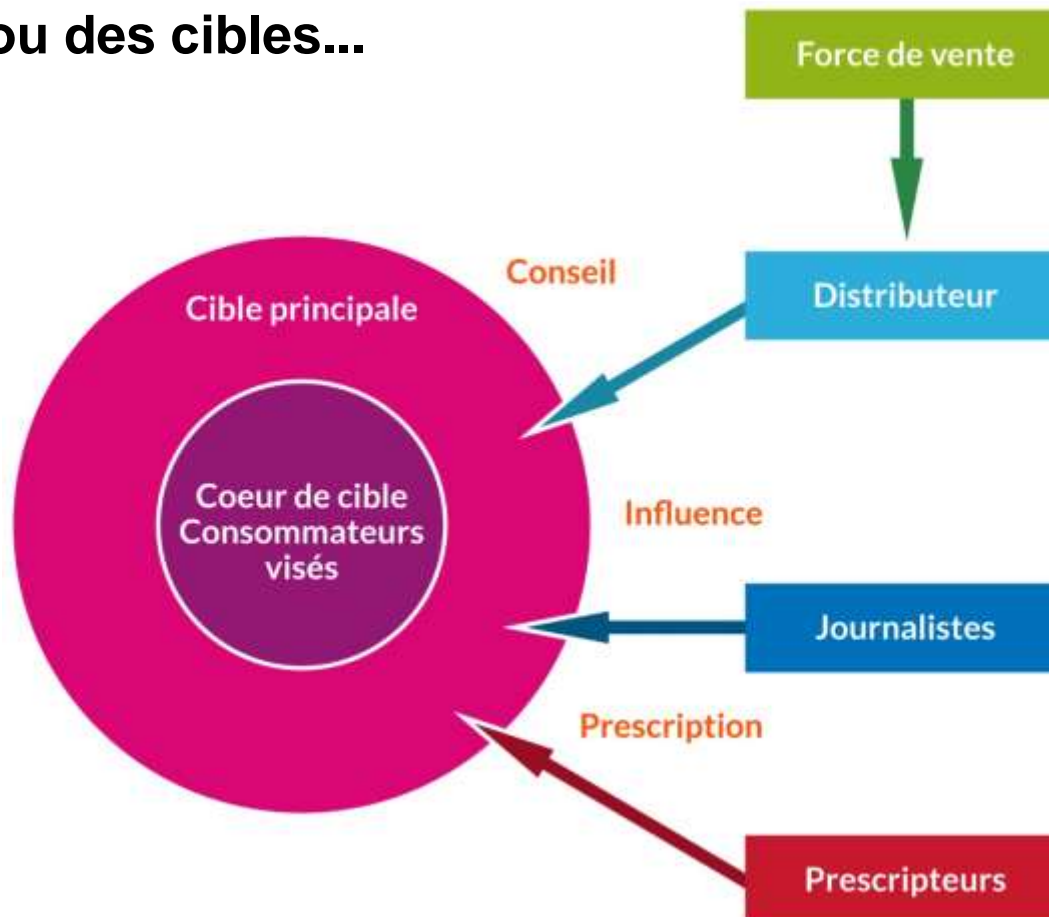 ou des cibles...
Force de vente
Conseil
Distributeur
Cible principale
Coeur de cible
Consommateurs
visés
Influence
Journalistes
Prescription
Prescripteurs